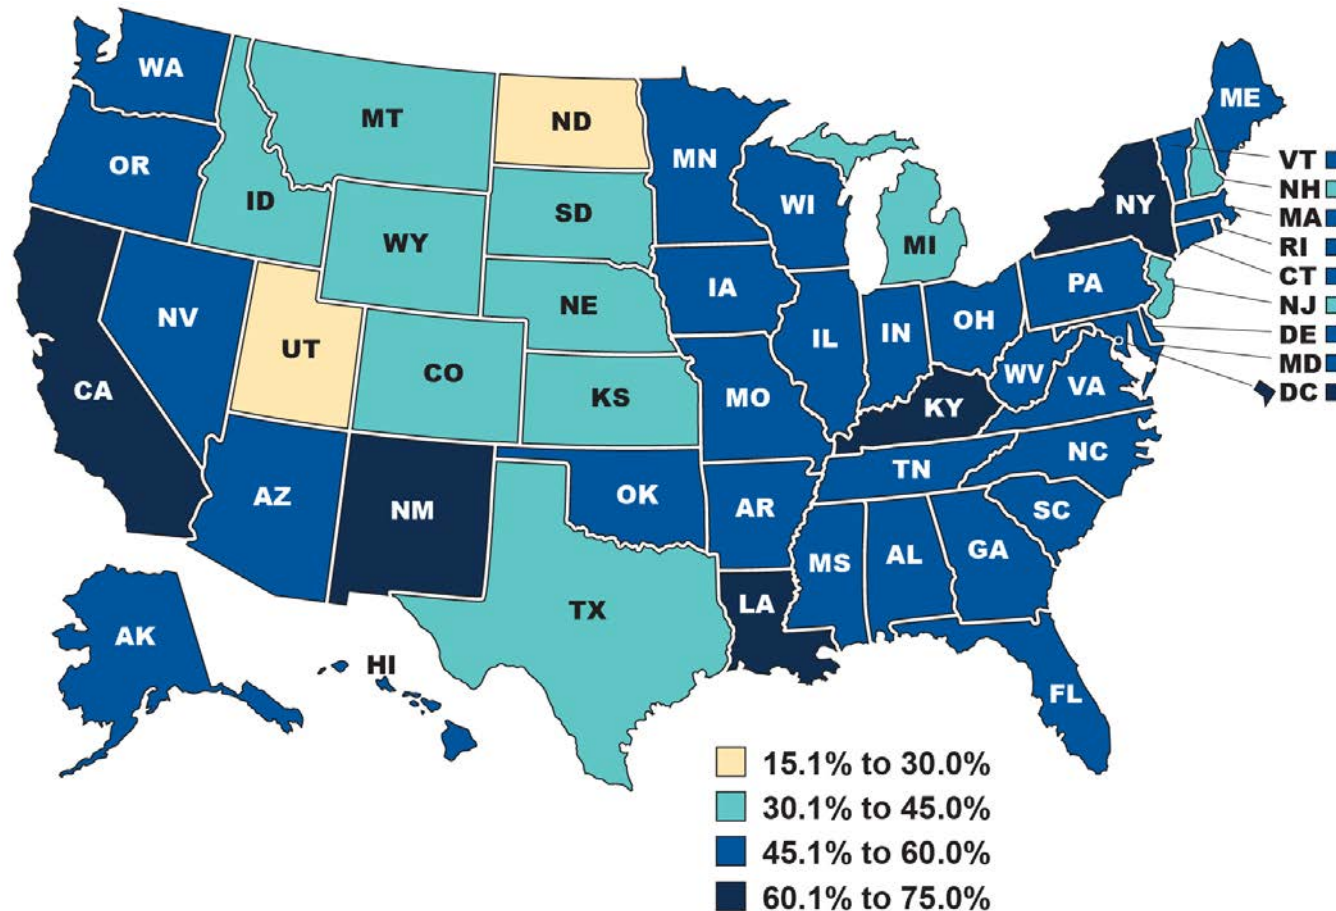 WA
MT
ND
OR
ID
WY
SD
MN
WI
MI
NY
ME
VT
NH
MA
RI
CT
NJ
DE
MD
DC
NV
UT
CO
NE
KS
IA
IL
IN
OH
PA
WV
VA
CA
AZ
NM
OK
MO
KY
TN
NC
AR
SC
MS
AL
GA
TX
LA
FL
AK
HI
15.1% to 30.0%
30.1% to 45.0%
45.1% to 60.0%
60.1% to 75.0%